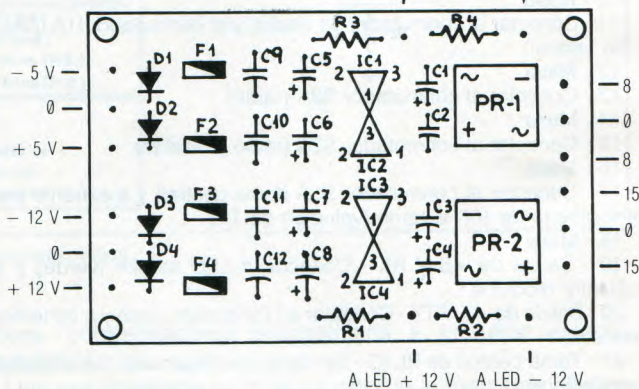 R3 R4
D1 F1 C9 C5 IC1
− 5 V 2 3 C1 8
+ ~
0 D2 1 PR-1 0
F2 C10 C6 3 C2 + ~
+ 5 V + + 8
2 IC2 1
D3 F3 C11 C7 IC3 15
− 12 V 2 3 C3 ~ −
+ + 0
0 D4 1 PR-2
F4 C12 C8 3 C4 ~ + 15
+ 12 V + +
2 IC4 1
R1 R2
A LED + 12 V A LED − 12 V